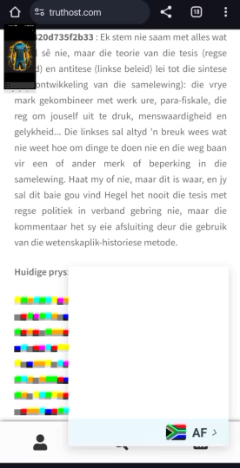 truthost.com
18
20d735f2b33 : Ek stem nie saam met alles wat
sê nie, maar die teorie van die tesis (regse
) en antitese (linkse beleid) lei tot die sintese
ontwikkeling van die samelewing): die vrye
mark gekombineer met werk ure, para-fiskale, die
reg om jouself uit te druk, menswaardigheid en
gelykheid... Die linkses sal altyd 'n breuk wees wat
nie weet hoe om dinge te doen nie en die weg baan
vir een of ander merk of beperking in die
samelewing. Haat my of nie, maar dit is waar, en jy
sal dit baie gou vind Hegel het nooit die tesis met
regse politiek in verband gebring nie, maar die
kommentaar het sy eie afsluiting deur die gebruik
van die wetenskaplik-historiese metode.
Huidige prys:
AF